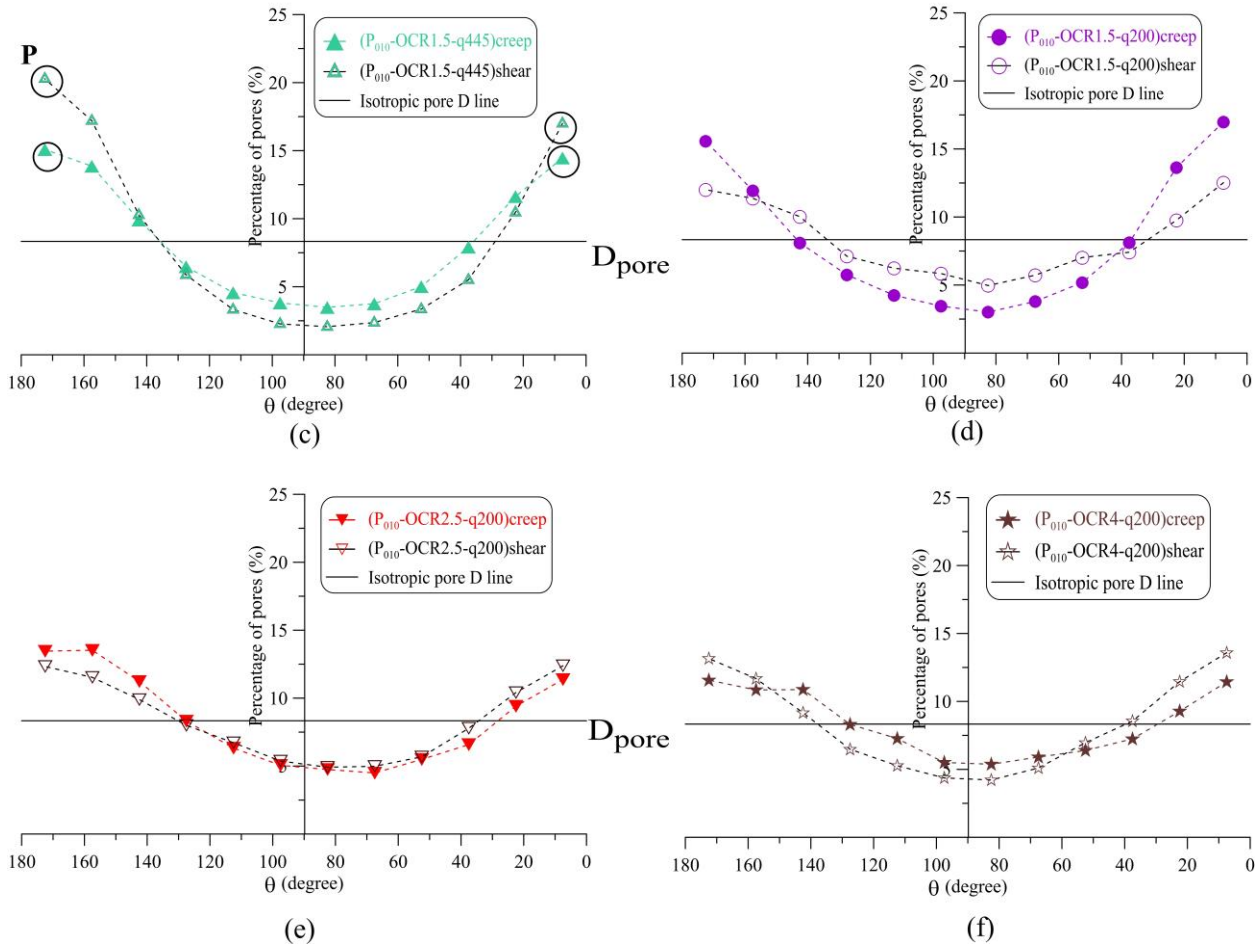 25
(P₀₁₀-OCR1.5-q445)creep
(P₀₁₀-OCR1.5-q445)shear
Isotropic pore D line
P
20
15
10
5
Percentage of pores (%)
Dpore
180 160 140 120 100 80 60 40 20 0
θ (degree)
(c)
25
(P₀₁₀-OCR1.5-q200)creep
(P₀₁₀-OCR1.5-q200)shear
Isotropic pore D line
20
15
10
5
Percentage of pores (%)
180 160 140 120 100 80 60 40 20 0
θ (degree)
(d)
25
(P₀₁₀-OCR2.5-q200)creep
(P₀₁₀-OCR2.5-q200)shear
Isotropic pore D line
20
15
10
5
Percentage of pores (%)
Dpore
180 160 140 120 100 80 60 40 20 0
θ (degree)
(e)
25
(P₀₁₀-OCR4-q200)creep
(P₀₁₀-OCR4-q200)shear
Isotropic pore D line
20
15
10
5
Percentage of pores (%)
180 160 140 120 100 80 60 40 20 0
θ (degree)
(f)